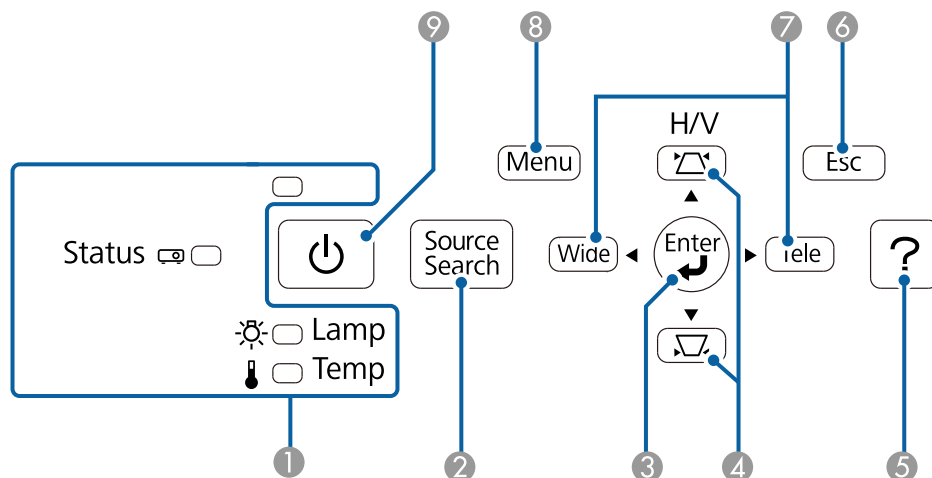 9
8
7
6
H/V
Menu
Esc
Status
Source
Search
Wide
Enter
Tele
?
Lamp
Temp
1
2
3
4
5